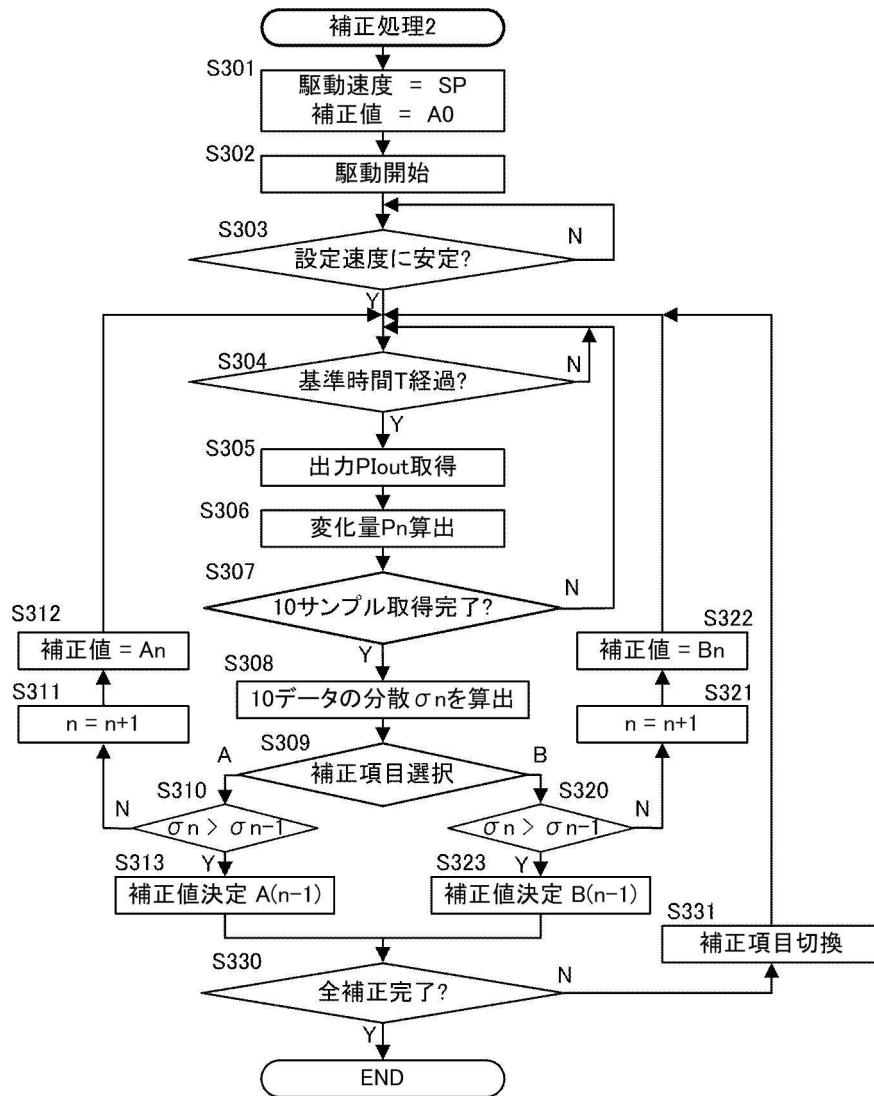 補正処理2
S301
駆動速度 = SP
補正値 = A0
S302
駆動開始
S303
設定速度に安定?
N
Y
S304
基準時間T経過?
N
Y
S305
出力PIout取得
S306
変化量Pn算出
S307
10サンプル取得完了?
N
Y
S308
10データの分散σnを算出
S309
補正項目選択
A
B
S310
σn > σn-1
N
Y
S311
n = n+1
S312
補正値 = An
S313
補正値決定 A(n-1)
S320
σn > σn-1
N
Y
S321
n = n+1
S322
補正値 = Bn
S323
補正値決定 B(n-1)
S330
全補正完了?
N
Y
S331
補正項目切換
END